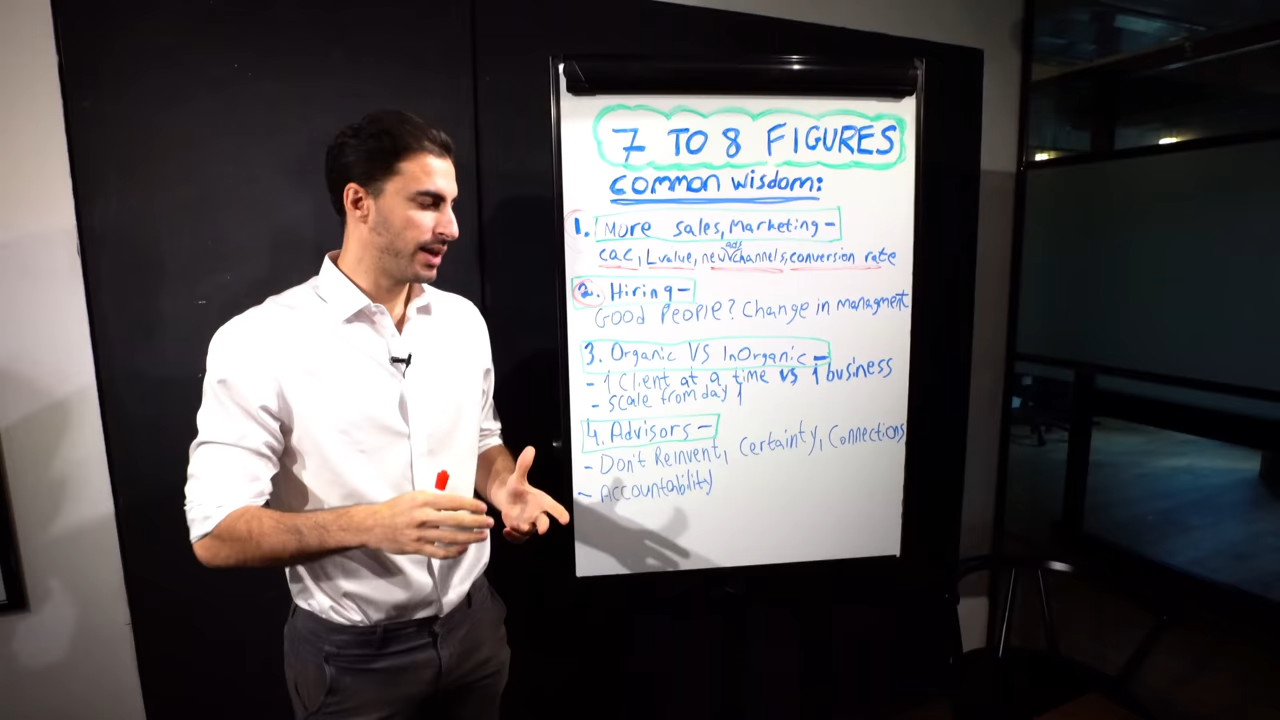 7 TO 8 FIGURES
COMMON WISDOM:
1. More sales, Marketing -
ads
CAC, Lvalue, new channels, conversion rate
2. Hiring -
Good People? Change in managment
3. Organic VS InOrganic -
- 1 Client at a time vs 1 business
- Scale from day 1
4. Advisors -
- Don't Reinvent, Certainty, Connections
- Accountability